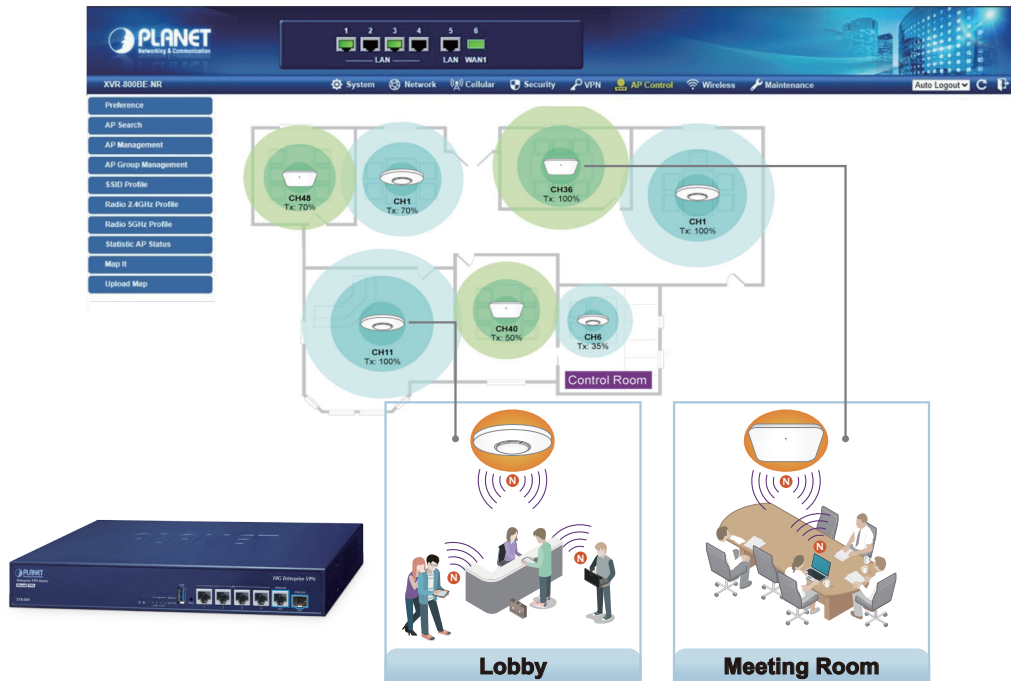 PLANET
Networking & Communication
1 2 3 4 5 6
LAN LAN WAN1
XVR-800BE-NR
System Network Cellular Security VPN AP Control Wireless Maintenance
Auto Logout
Preference
AP Search
AP Management
AP Group Management
SSID Profile
Radio 2.4GHz Profile
Radio 5GHz Profile
Statistic AP Status
Map It
Upload Map
CH48
Tx: 70%
CH1
Tx: 70%
CH36
Tx: 100%
CH1
Tx: 100%
CH11
Tx: 100%
CH40
Tx: 50%
CH6
Tx: 35%
Control Room
N
N
N
N
N
PLANET
Enterprise VPN Router
10G Enterprise VPN
Lobby
Meeting Room